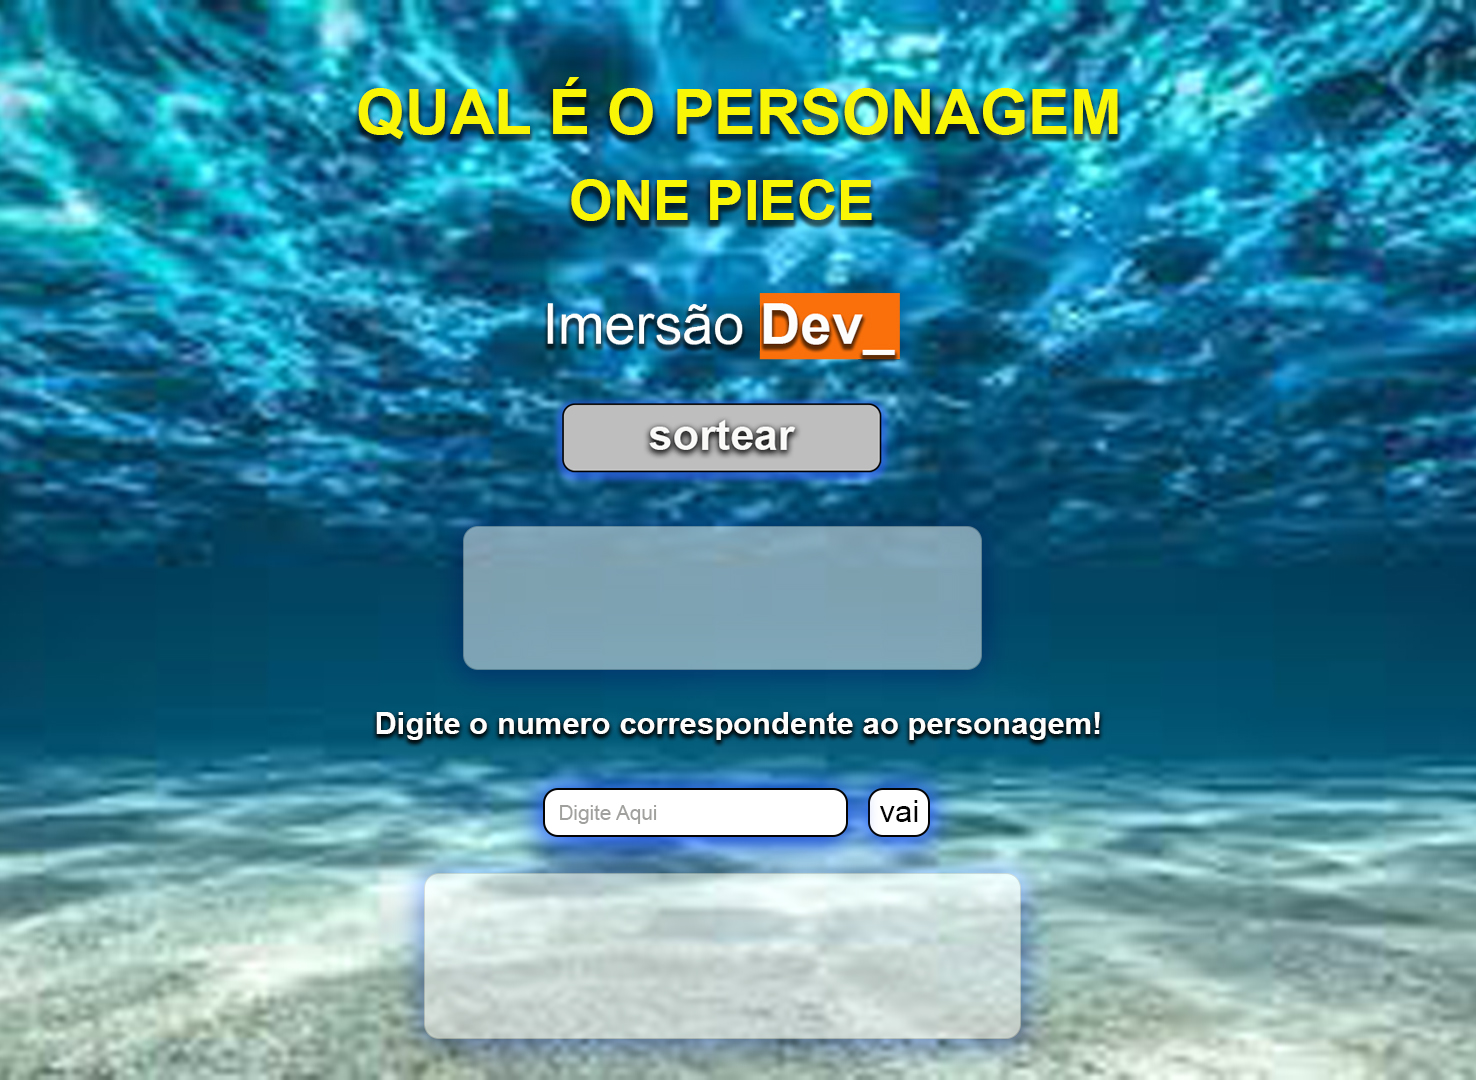 QUAL É O PERSONAGEM
ONE PIECE
Imersão Dev_
sortear
Digite o numero correspondente ao personagem!
Digite Aqui vai